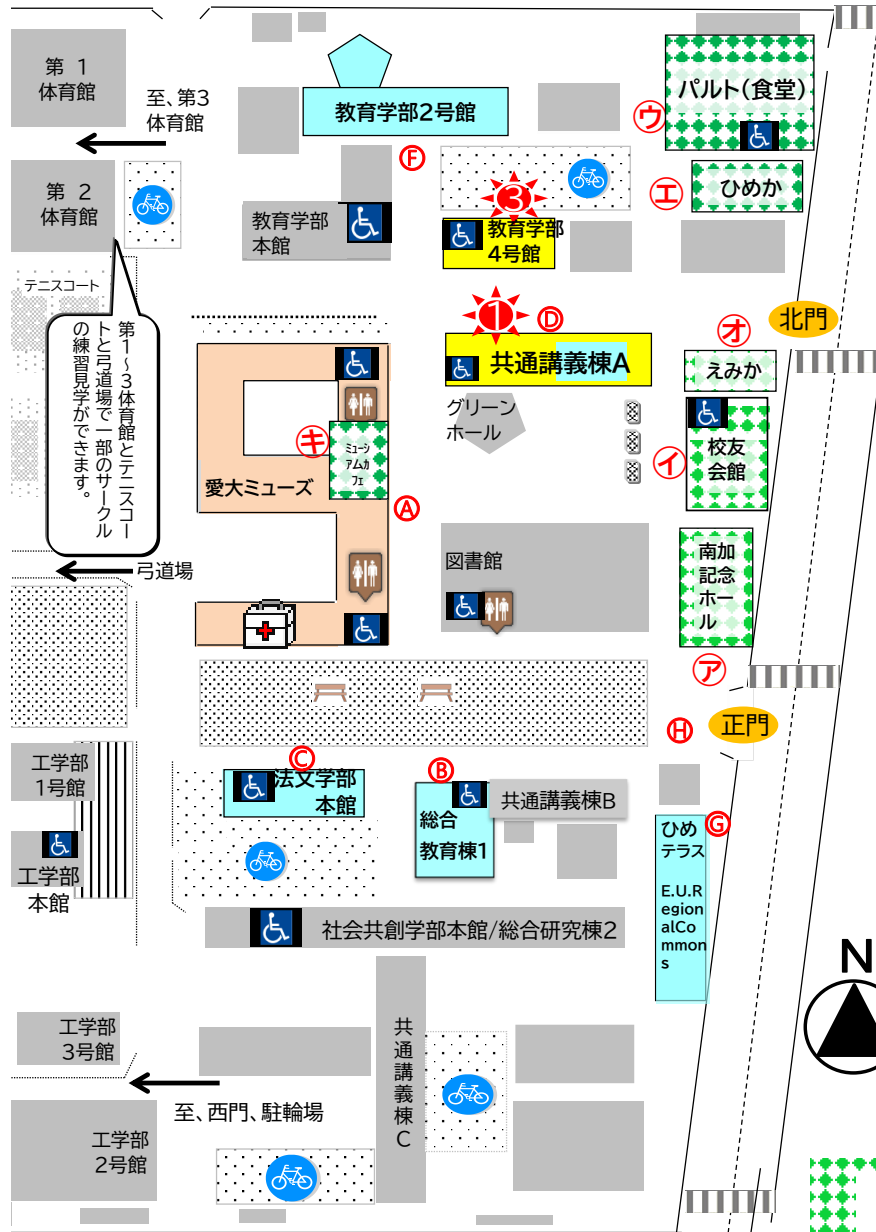 第 1
体育館
至、第3
体育館
教育学部2号館
パルト(食堂)
ウ
F
第 2
体育館
3
エ
ひめか
教育学部
本館
教育学部
4号館
テニスコート
第1~3体育館とテニスコー
トと弓道場で一部のサークル
の練習見学ができます。
1
D
共通講義棟A
オ
北門
えみか
グリーン
ホール
キ
ミュージ
アムカ
フェ
イ
校友
会館
愛大ミューズ
A
弓道場
図書館
南加
記念
ホー
ル
ア
H
正門
工学部
1号館
C
法文学部
本館
B
総合
教育棟1
共通講義棟B
G
ひめ
テラス
E.U.R
egion
alCo
mmon
s
工学部
本館
社会共創学部本館/総合研究棟2
N
工学部
3号館
共通講義棟C
至、西門、駐輪場
工学部
2号館